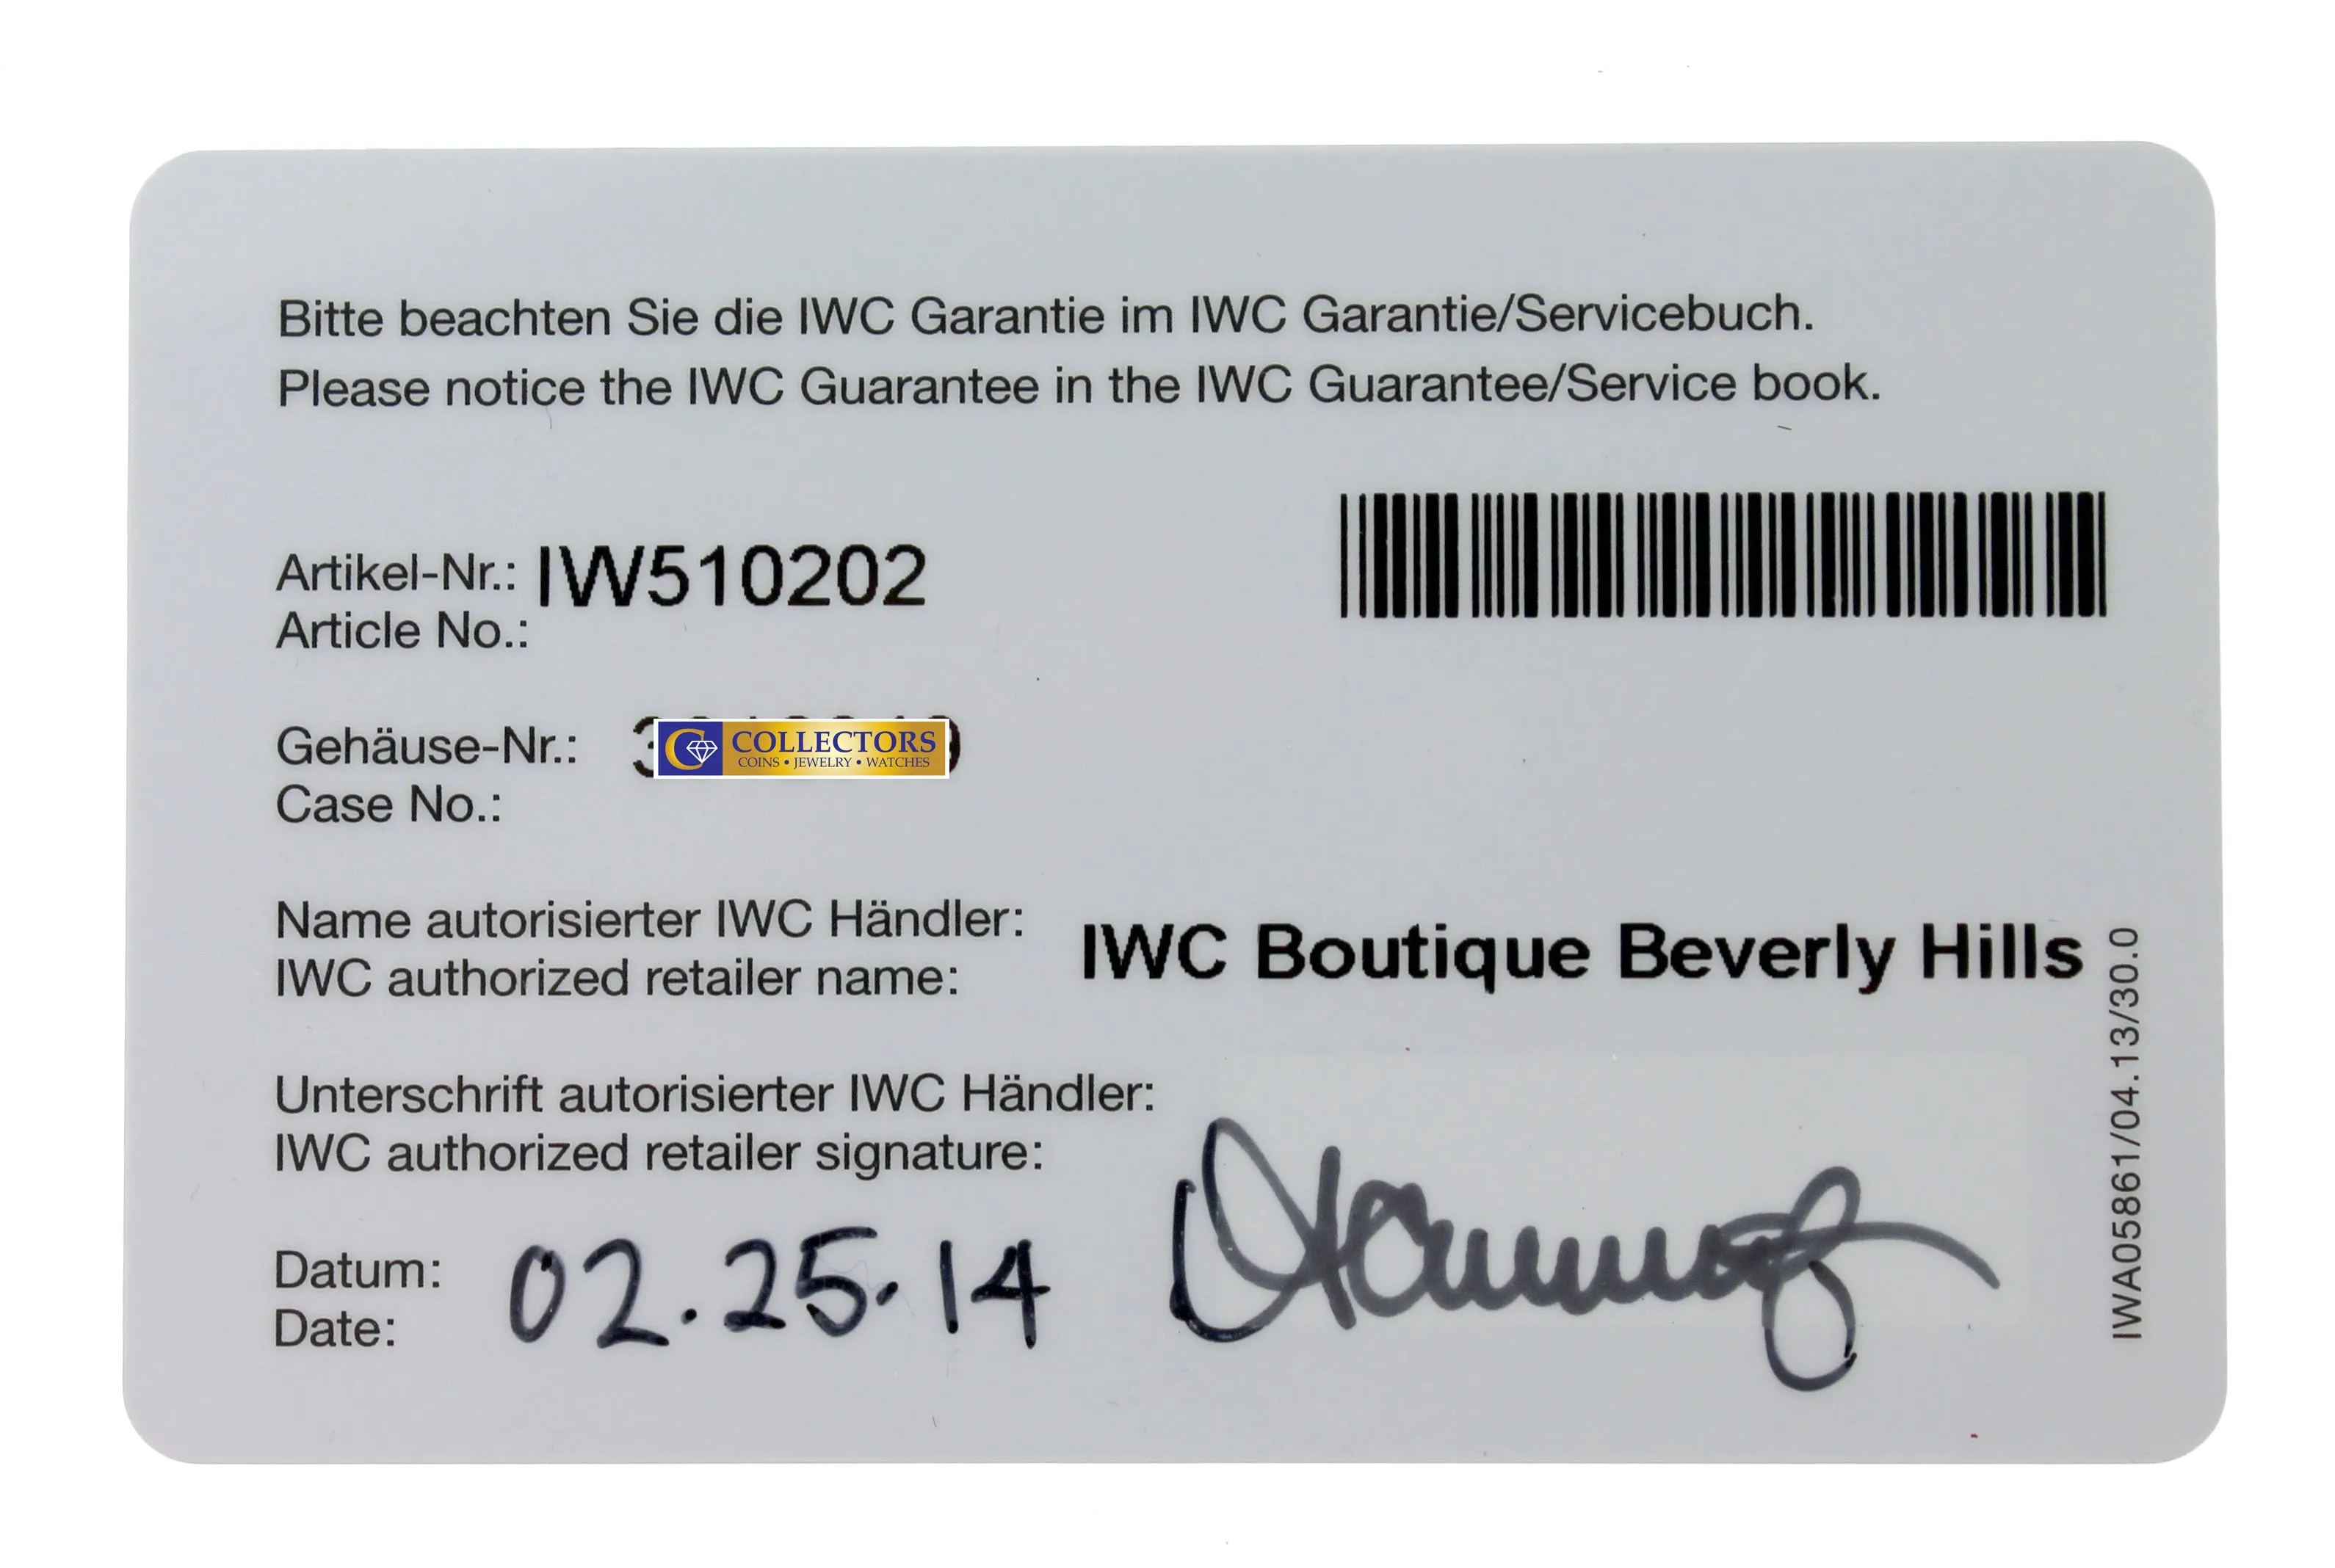 Bitte beachten Sie die IWC Garantie im IWC Garantie/Servicebuch.
Please notice the IWC Guarantee in the IWC Guarantee/Service book.
Artikel-Nr.: IW510202
Article No.:
Gehäuse-Nr.:
COLLECTORS
COINS • JEWELRY • WATCHES
Case No.:
Name autorisierter IWC Händler:
IWC authorized retailer name:
IWC Boutique Beverly Hills
Unterschrift autorisierter IWC Händler:
IWC authorized retailer signature:
Datum: 02.25.14
Date:
IWA05861/04.13/30.0